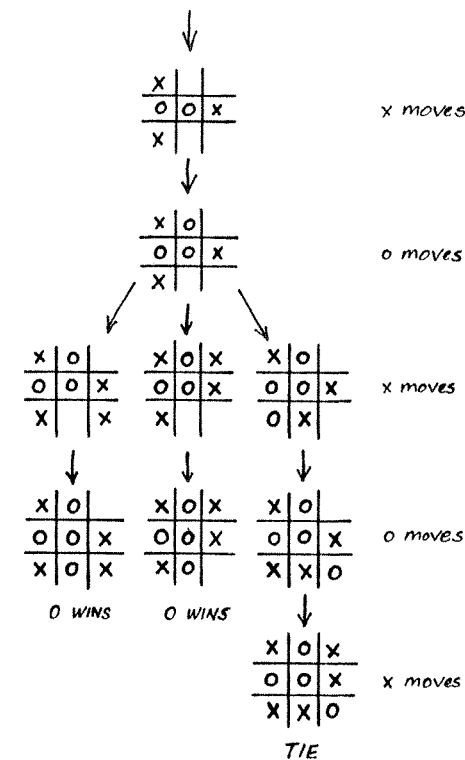 X
O O X x moves
X
X O
O O X o moves
X
X O X O X X O
O O X O O X O O X x moves
X X X O X
X O X O X X O
O O X O O X O O X o moves
X O X X O X X O
O WINS O WINS
X O X
O O X x moves
X X O
TIE